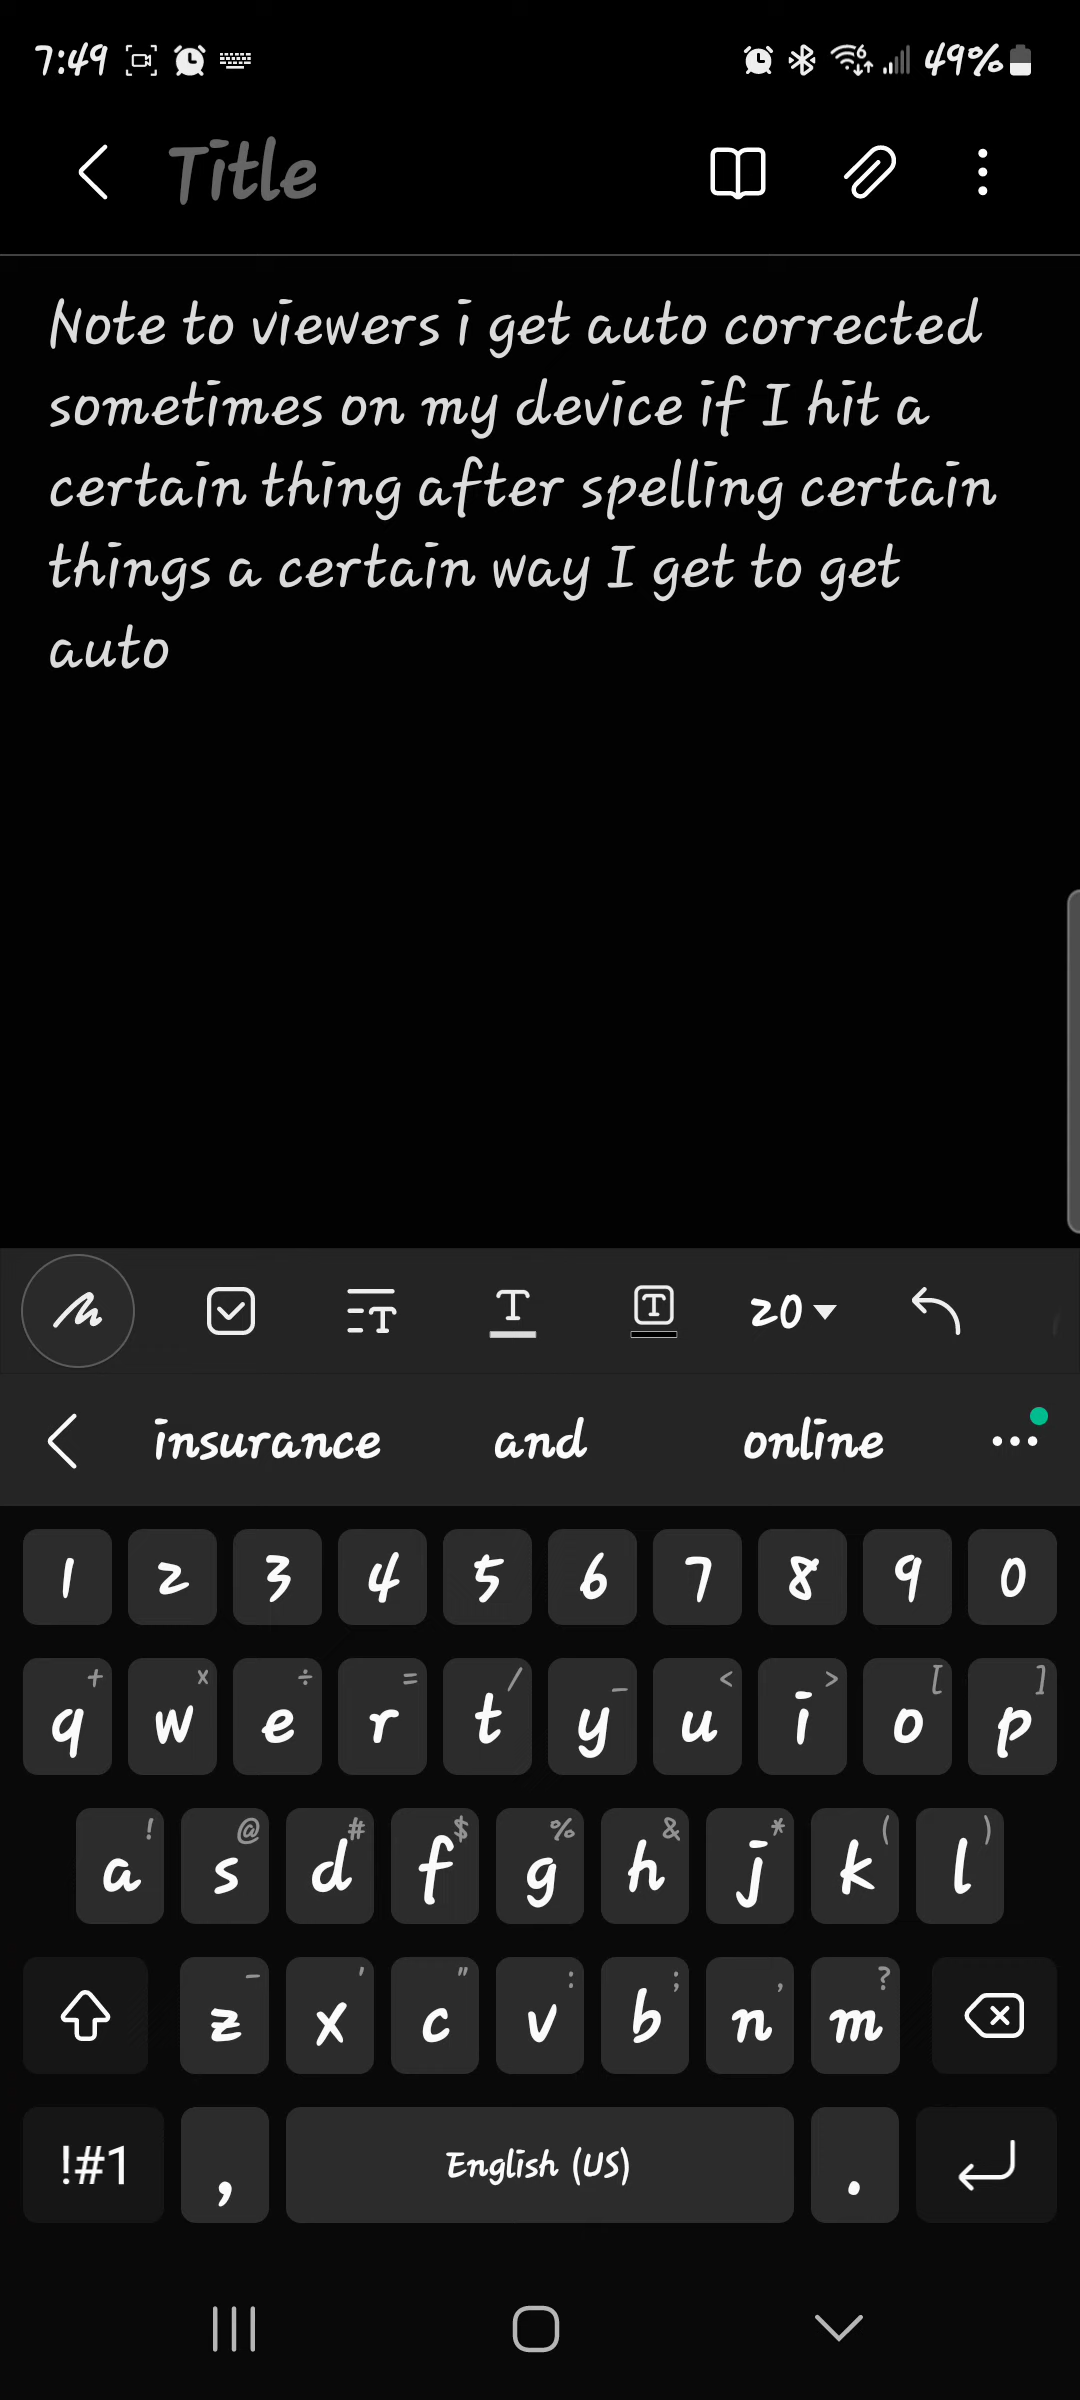 7:49 49%
Title
Note to viewers i get auto corrected
sometimes on my device if I hit a
certain thing after spelling certain
things a certain way I get to get
auto
20
insurance and online
1 2 3 4 5 6 7 8 9 0
+ × ÷ = / _ < > [ ]
q w e r t y u i o p
! @ # $ % & * ( )
a s d f g h j k l
- ' " : ; , ?
z x c v b n m
!#1 , English (US) .